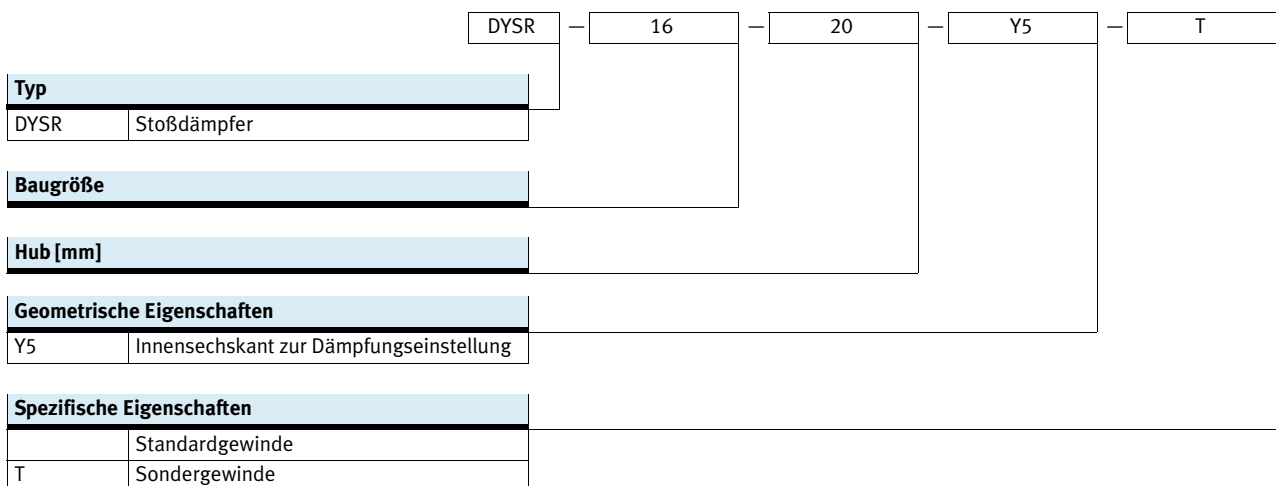 DYSR — 16 — 20 — Y5 — T
Typ
DYSR Stoßdämpfer
Baugröße
Hub [mm]
Geometrische Eigenschaften
Y5 Innensechskant zur Dämpfungseinstellung
Spezifische Eigenschaften
Standardgewinde
T Sondergewinde